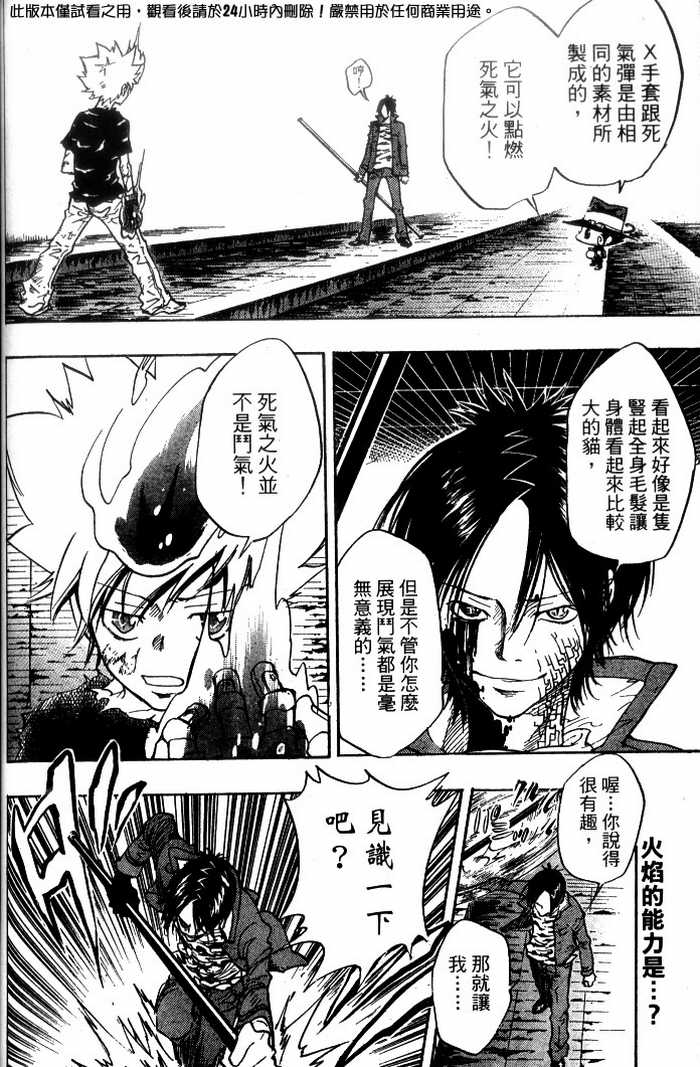 此版本僅試看之用，觀看後請於24小時內刪除！嚴禁用於任何商業用途。
X手套跟死
氣彈是由相
同的素材所
製成的，
它可以點燃
死氣之火！
哼
看起來好像是隻
豎起全身毛髮讓
身體看起來比較
大的貓，
但是不管你怎麼
展現鬥氣都是毫
無意義的……
死氣之火並
不是鬥氣！
喔…你說得
很有趣，
火焰的能力是…？
那就讓
我……
見識一下
吧？